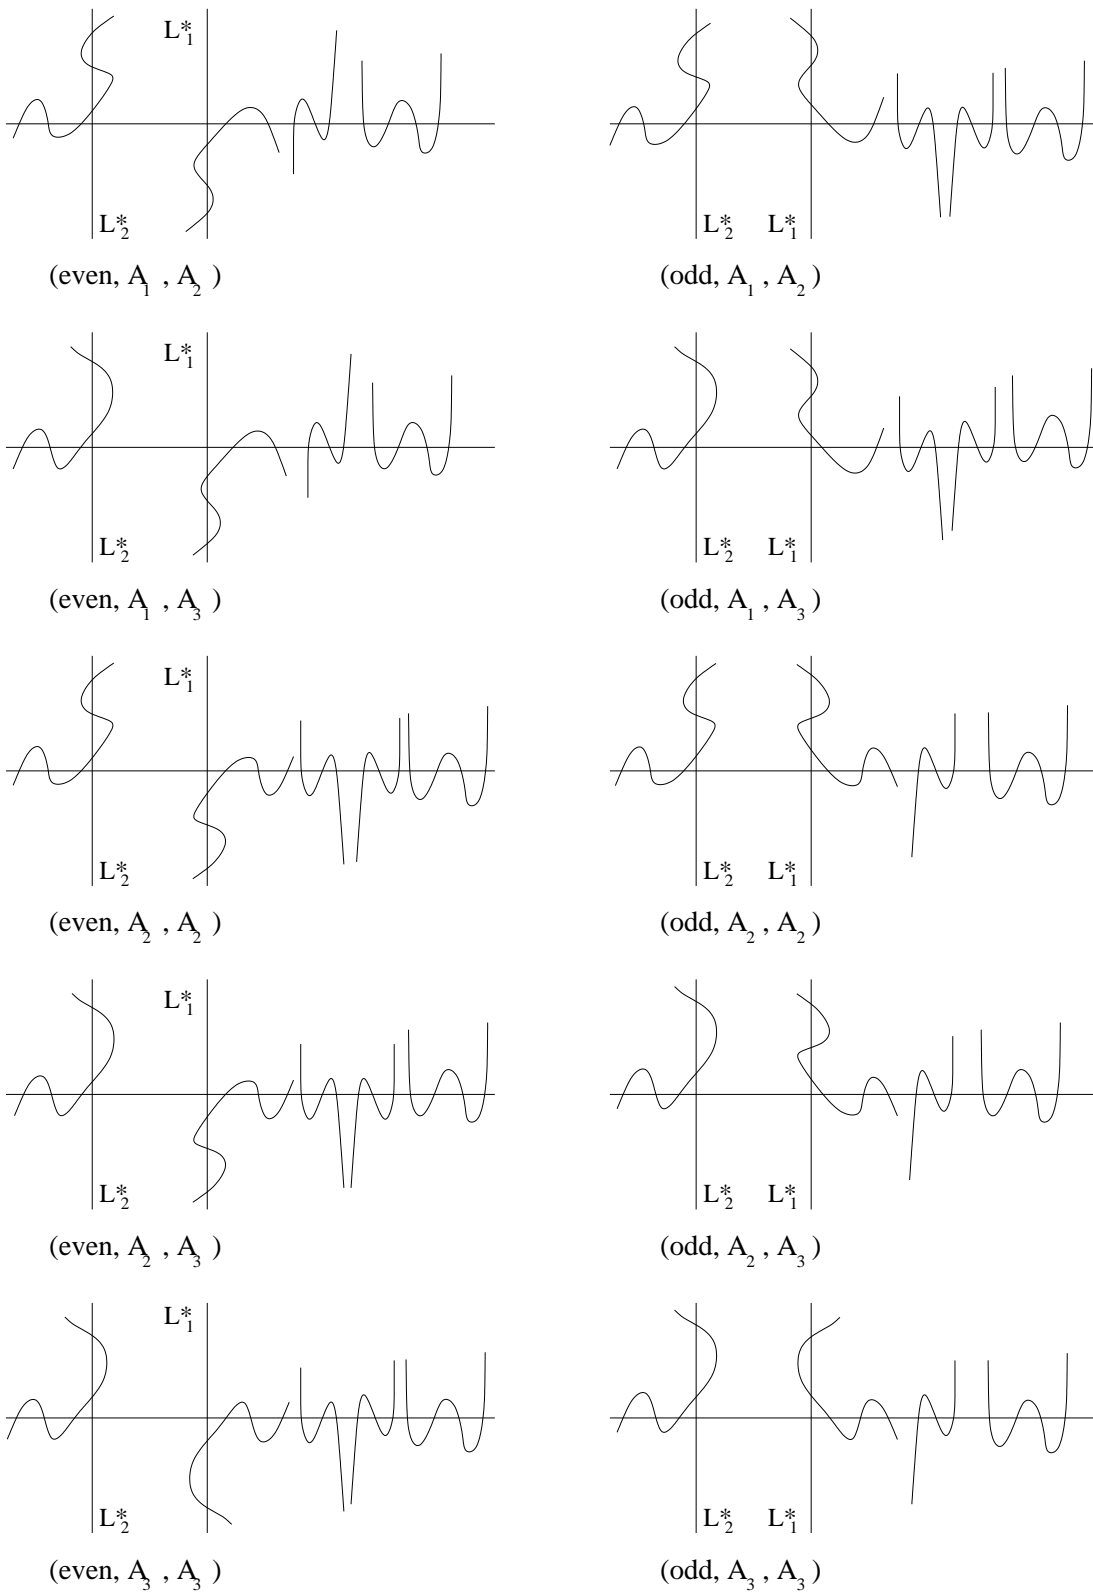 L*1 
L*2 L*2 L*1
(even, A1 , A2 ) (odd, A1 , A2 )
L*1
L*2 L*2 L*1
(even, A1 , A3 ) (odd, A1 , A3 )
L*1
L*2 L*2 L*1
(even, A2 , A2 ) (odd, A2 , A2 )
L*1
L*2 L*2 L*1
(even, A2 , A3 ) (odd, A2 , A3 )
L*1
L*2 L*2 L*1
(even, A3 , A3 ) (odd, A3 , A3 )